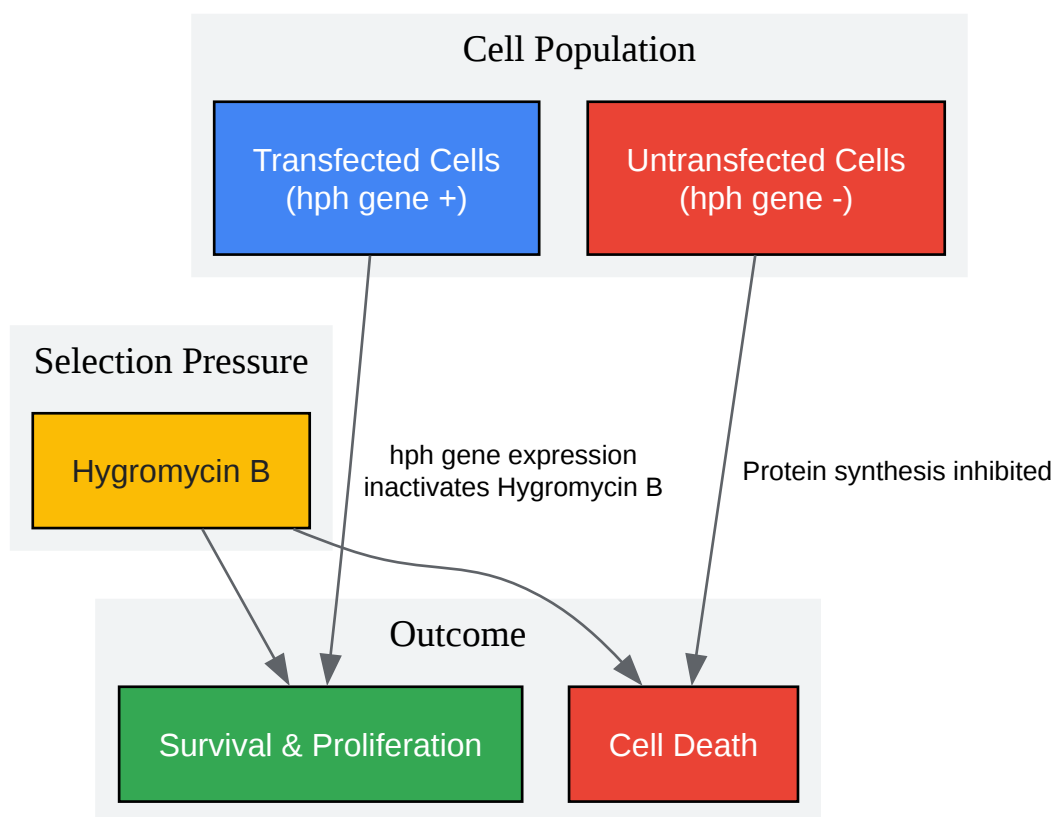 Cell Population
Transfected Cells
(hph gene +)
Untransfected Cells
(hph gene -)
Selection Pressure
Hygromycin B
hph gene expression
inactivates Hygromycin B
Protein synthesis inhibited
Outcome
Survival & Proliferation
Cell Death